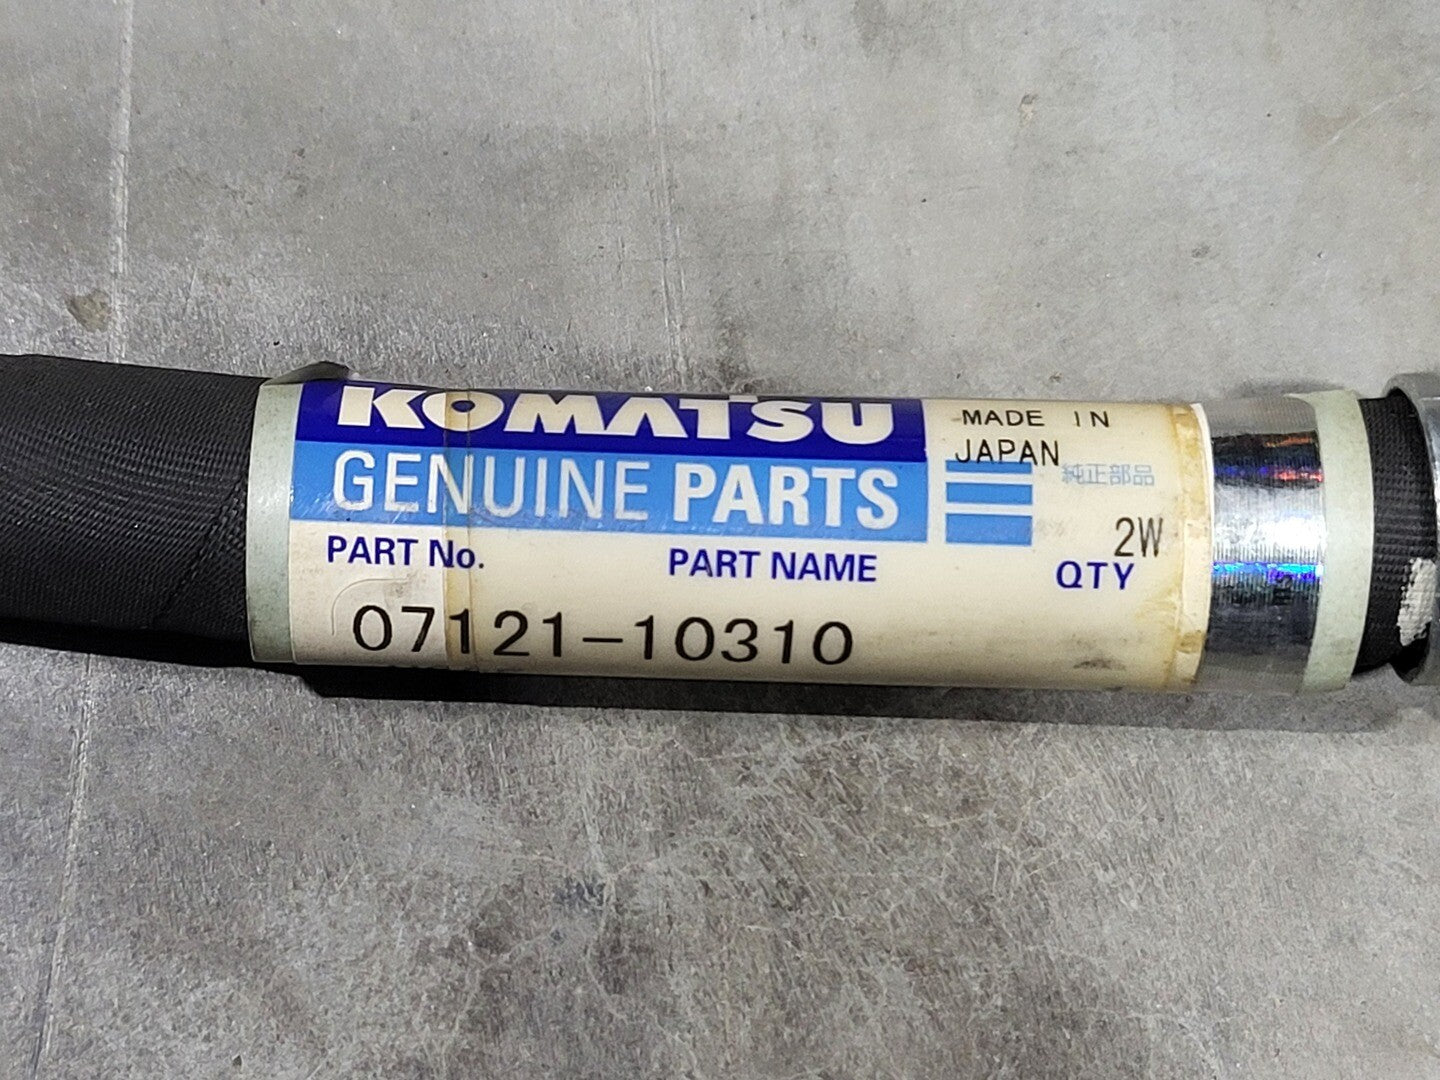 KOMATSU
GENUINE PARTS
MADE IN
JAPAN
純正部品
2W
PART No.
PART NAME
QTY
07121-10310